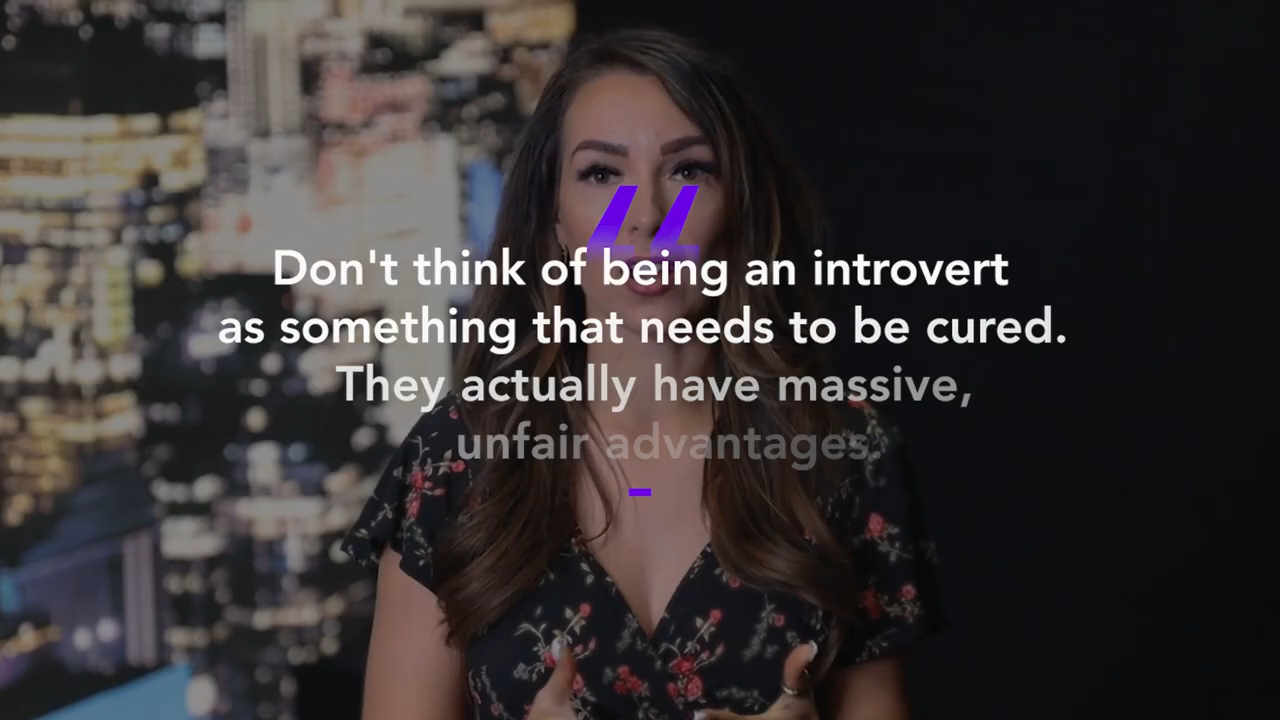 “
Don't think of being an introvert
as something that needs to be cured.
They actually have massive,
unfair advantages.